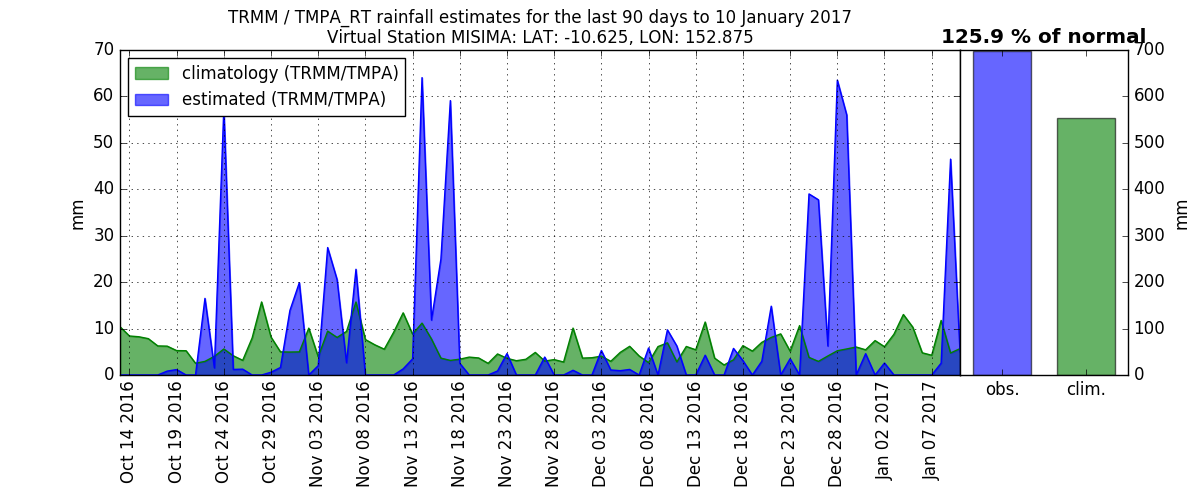 TRMM / TMPA_RT rainfall estimates for the last 90 days to 10 January 2017
Virtual Station MISIMA: LAT: -10.625, LON: 152.875
125.9 % of normal
climatology (TRMM/TMPA)
estimated (TRMM/TMPA)
70
60
50
40
30
20
10
0
mm
700
600
500
400
300
200
100
0
mm
Oct 14 2016
Oct 19 2016
Oct 24 2016
Oct 29 2016
Nov 03 2016
Nov 08 2016
Nov 13 2016
Nov 18 2016
Nov 23 2016
Nov 28 2016
Dec 03 2016
Dec 08 2016
Dec 13 2016
Dec 18 2016
Dec 23 2016
Dec 28 2016
Jan 02 2017
Jan 07 2017
obs.
clim.